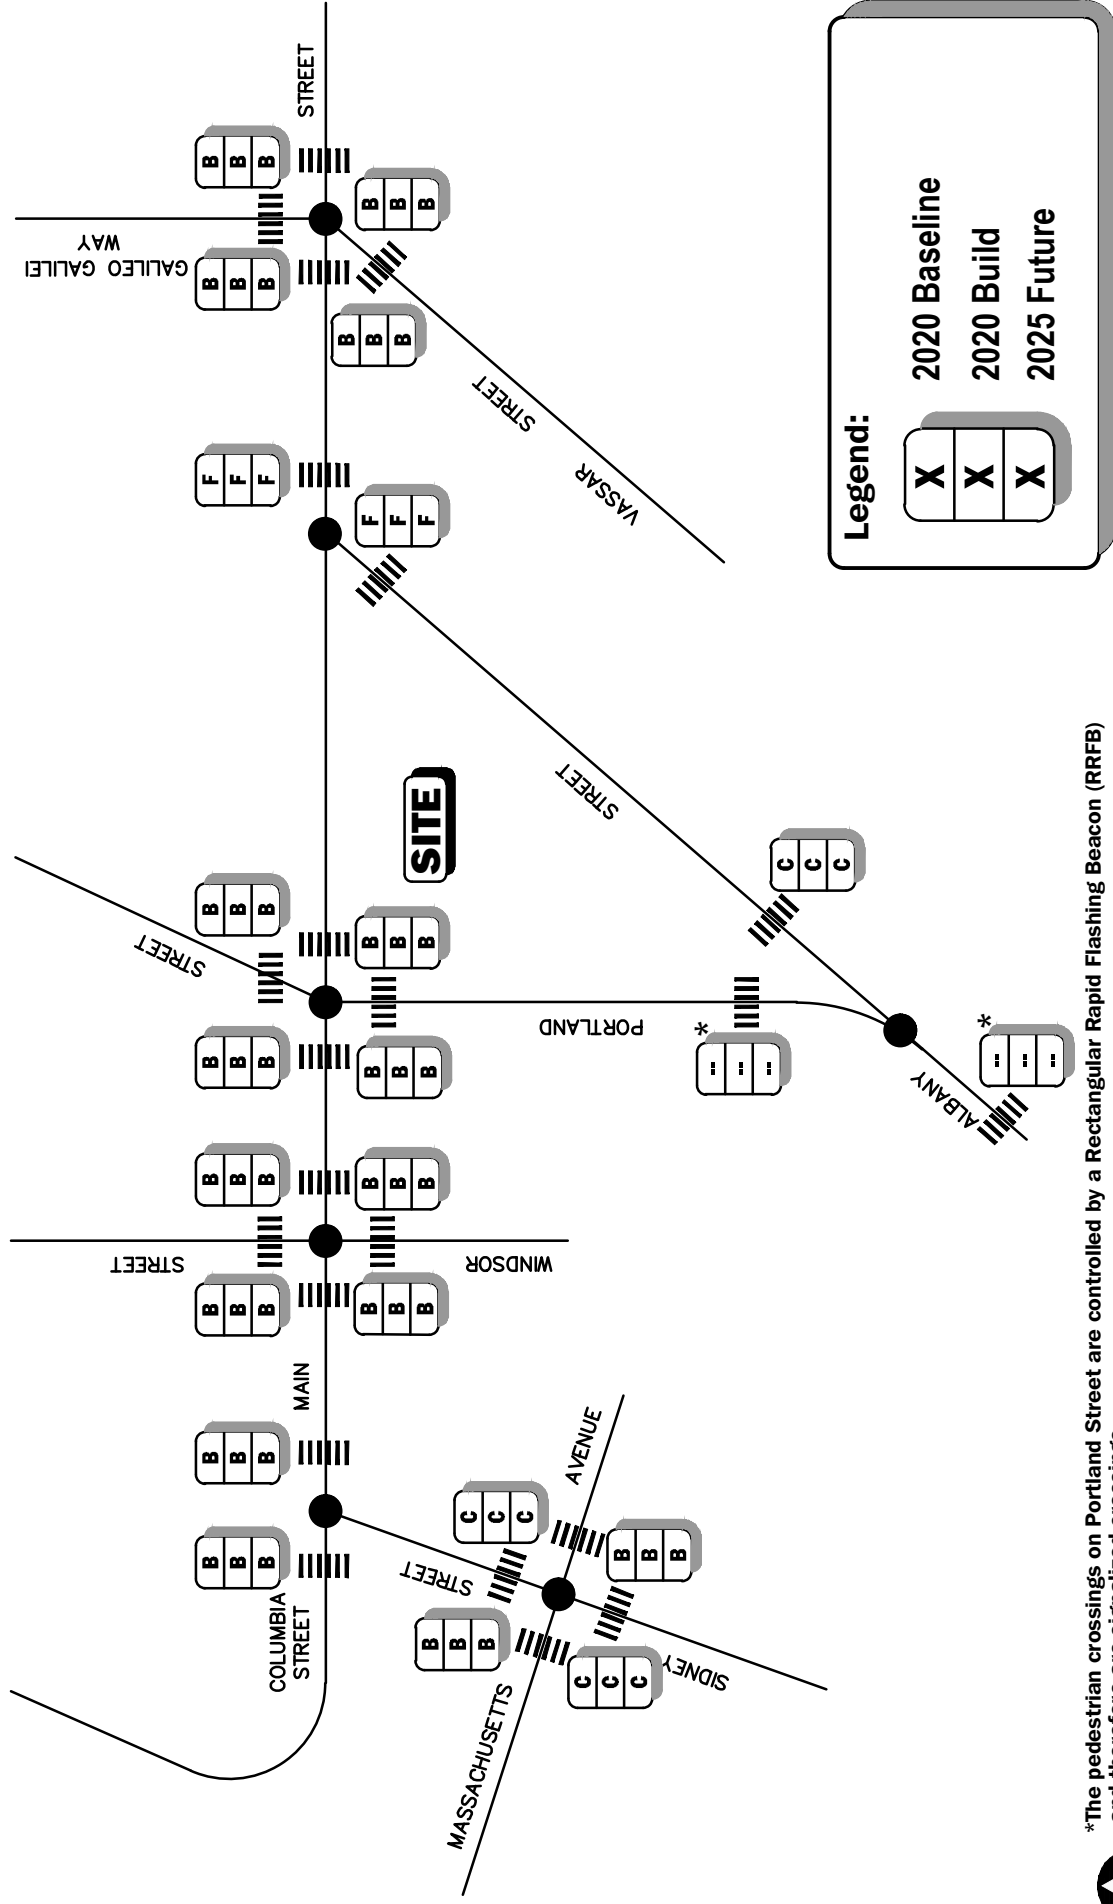 COLUMBIA
STREET
B
B
B
B
B
B
MAIN
B
B
B
B
B
B
STREET
B
B
B
B
B
B
WINDSOR
B
B
B
B
B
B
STREET
B
B
B
B
B
B
PORTLAND
F
F
F
F
F
F
B
B
B
B
B
B
GALILEO GALILEI
WAY
B
B
B
B
B
B
STREET
SITE
STREET
VASSAR
STREET
ALBANY
C
C
C
*
--
--
--
*
--
--
--
MASSACHUSETTS
AVENUE
STREET
SIDNEY
B
B
B
C
C
C
C
C
C
B
B
B
Legend:
X 2020 Baseline
X 2020 Build
X 2025 Future
*The pedestrian crossings on Portland Street are controlled by a Rectangular Rapid Flashing Beacon (RRFB)